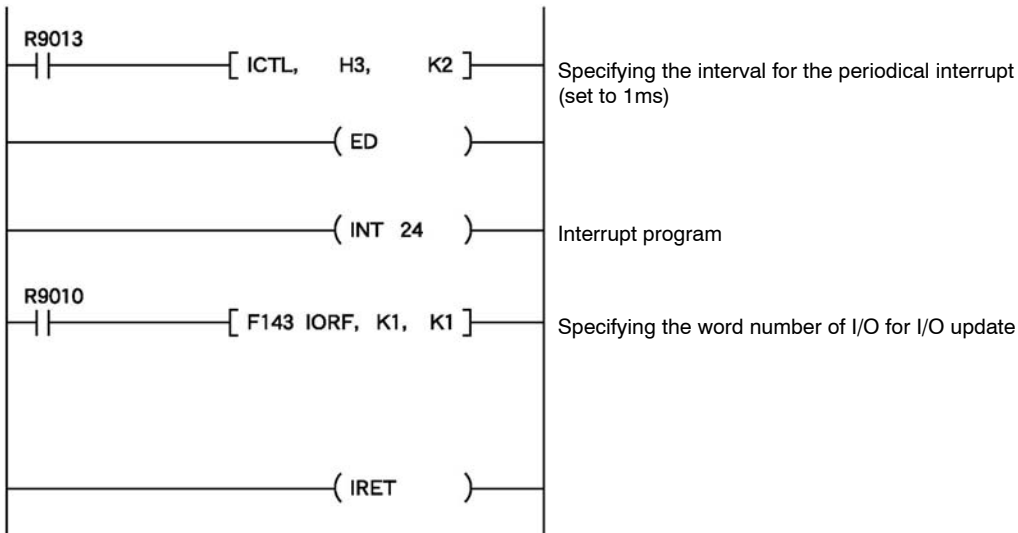 R9013
[ ICTL, H3, K2 ]
Specifying the interval for the periodical interrupt
(set to 1ms)
( ED )
( INT 24 )
Interrupt program
R9010
[ F143 IORF, K1, K1 ]
Specifying the word number of I/O for I/O update
( IRET )